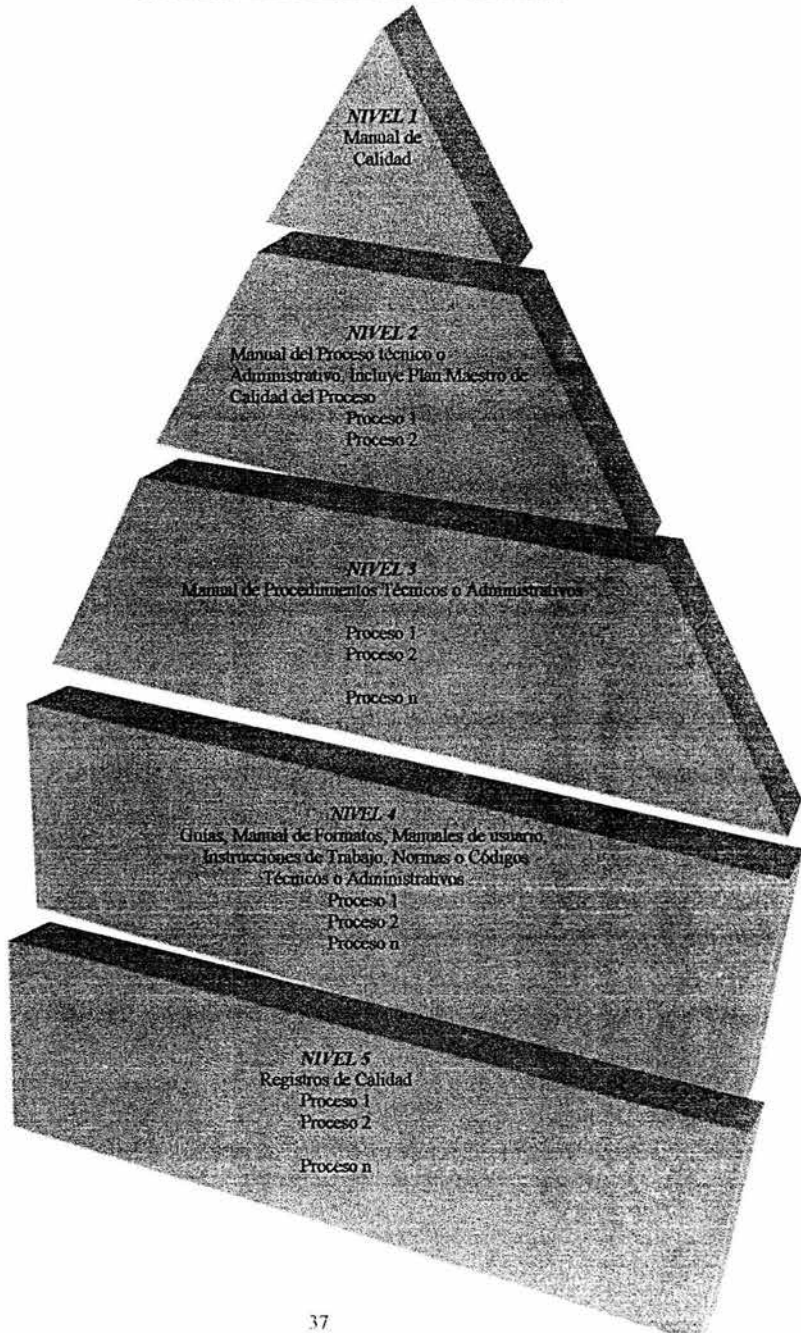 NIVEL 1
Manual de
Calidad
NIVEL 2
Manual del Proceso técnico o
Administrativo, Incluye Plan Maestro de
Calidad del Proceso
Proceso 1
Proceso 2
NIVEL 3
Manual de Procedimientos Técnicos o Administrativos
Proceso 1
Proceso 2
Proceso n
NIVEL 4
Guías, Manual de Formatos, Manuales de usuario,
Instrucciones de Trabajo, Normas o Códigos
Técnicos o Administrativos
Proceso 1
Proceso 2
Proceso n
NIVEL 5
Registros de Calidad
Proceso 1
Proceso 2
Proceso n
37